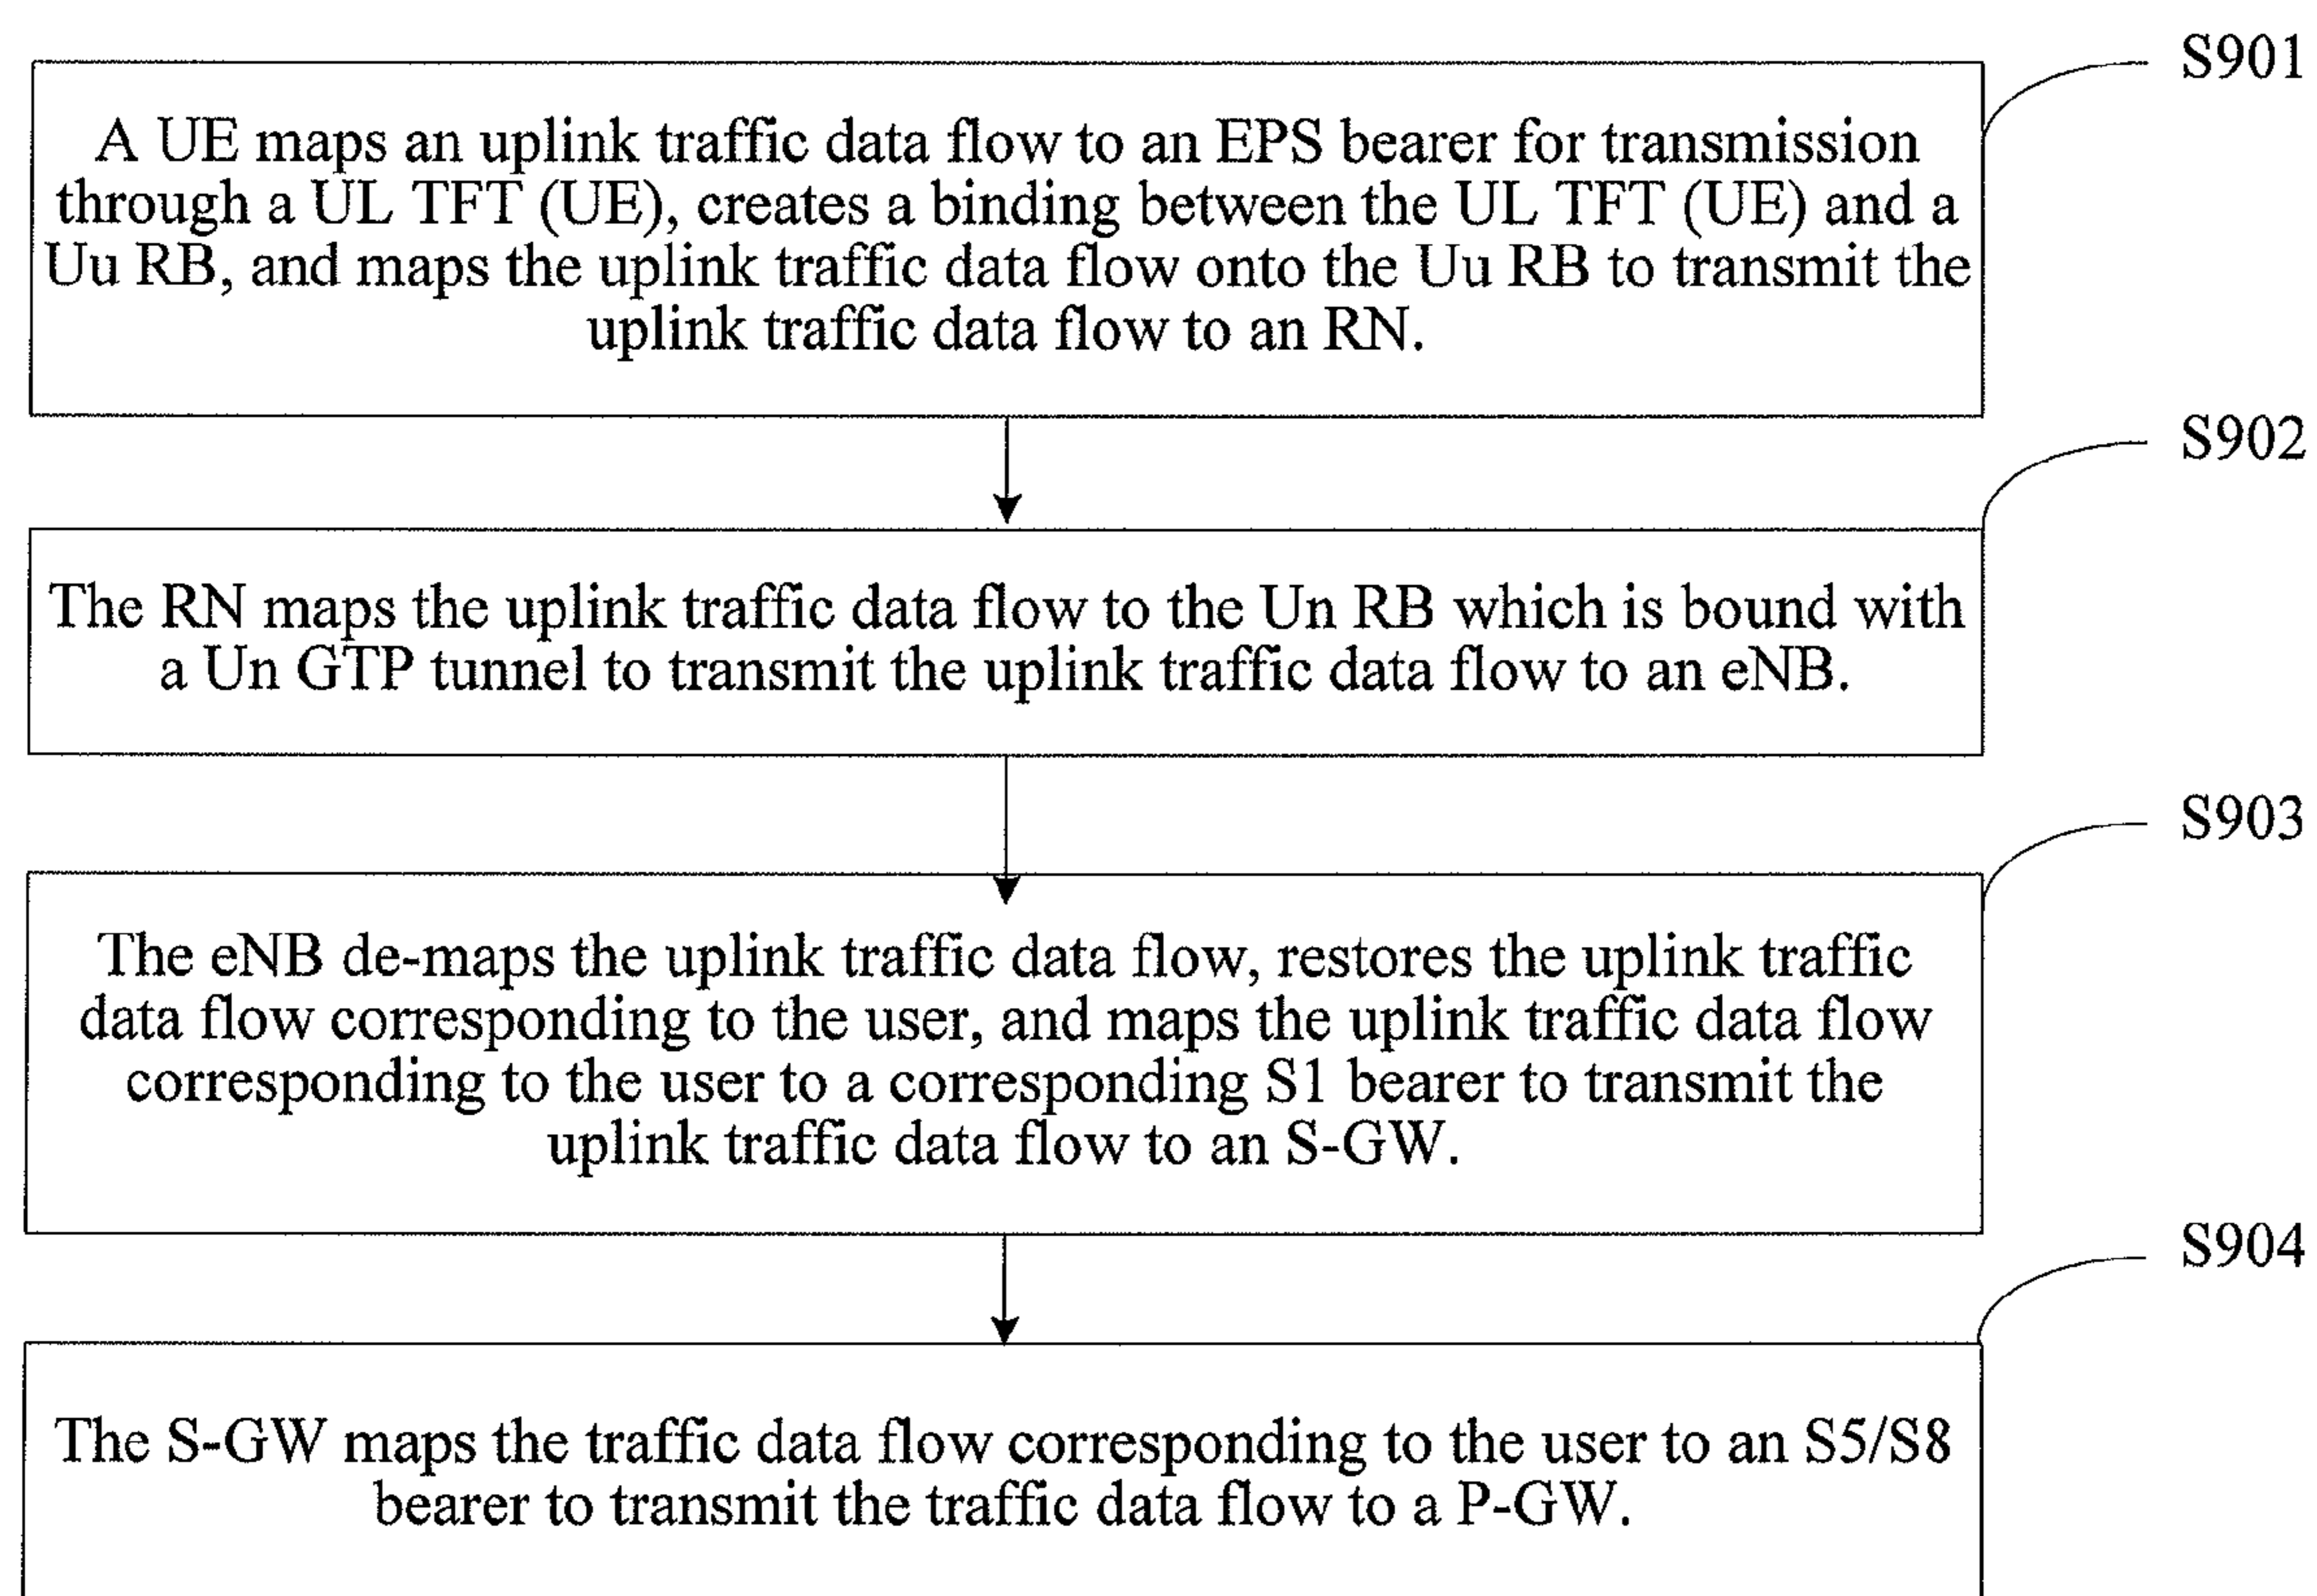 S901
A UE maps an uplink traffic data flow to an EPS bearer for transmission
through a UL TFT (UE), creates a binding between the UL TFT (UE) and a
Uu RB, and maps the uplink traffic data flow onto the Uu RB to transmit the
uplink traffic data flow to an RN.
S902
The RN maps the uplink traffic data flow to the Un RB which is bound with
a Un GTP tunnel to transmit the uplink traffic data flow to an eNB.
S903
The eNB de-maps the uplink traffic data flow, restores the uplink traffic
data flow corresponding to the user, and maps the uplink traffic data flow
corresponding to the user to a corresponding S1 bearer to transmit the
uplink traffic data flow to an S-GW.
S904
The S-GW maps the traffic data flow corresponding to the user to an S5/S8
bearer to transmit the traffic data flow to a P-GW.